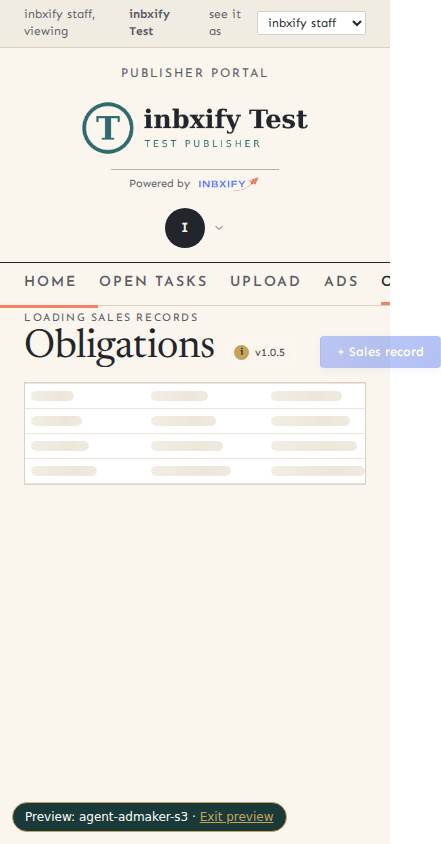 inbxify staff, viewing
inbxify Test
see it as
inbxify staff
PUBLISHER PORTAL
T
inbxify Test
TEST PUBLISHER
Powered by INBXIFY
I
HOME OPEN TASKS UPLOAD ADS
LOADING SALES RECORDS
Obligations
i v1.0.5
+ Sales record
Preview: agent-admaker-s3 · Exit preview